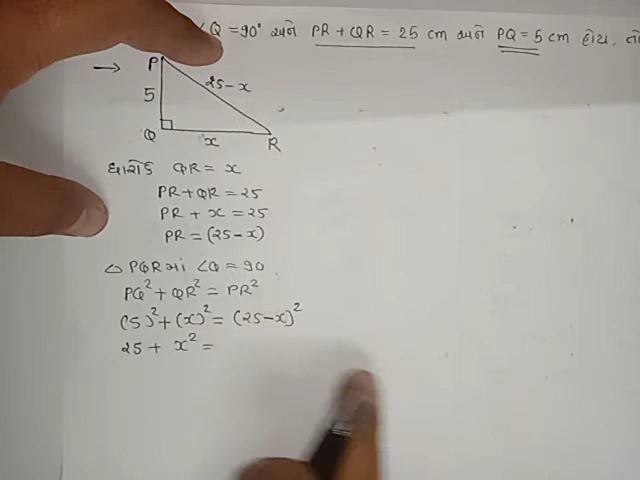 ∠Q = 90° અને PR + QR = 25 cm અને PQ = 5 cm હોય, તો
→ P
25 - x
5
Q
x
R
ધારોકે QR = x
PR + QR = 25
PR + x = 25
PR = (25 - x)
△ PQR માં ∠Q = 90
PQ² + QR² = PR²
(5)² + (x)² = (25 - x)²
25 + x² =